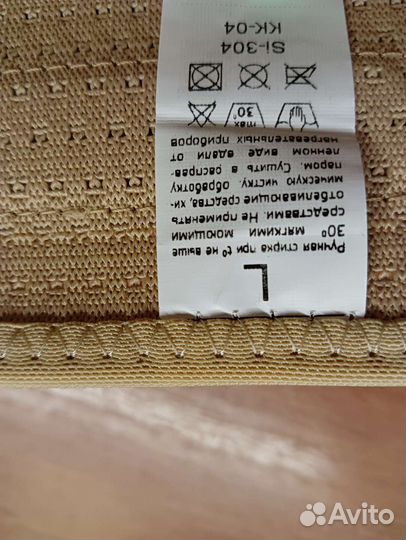 L
Ручная стирка при t° не выше
30° мягкими моющими
средствами. Не применять
отбеливающие средства, хи-
мическую чистку, обработку
паром. Сушить в расправ-
ленном виде вдали от
нагревательных приборов
30°
max
Si-304
KK-04
Avito